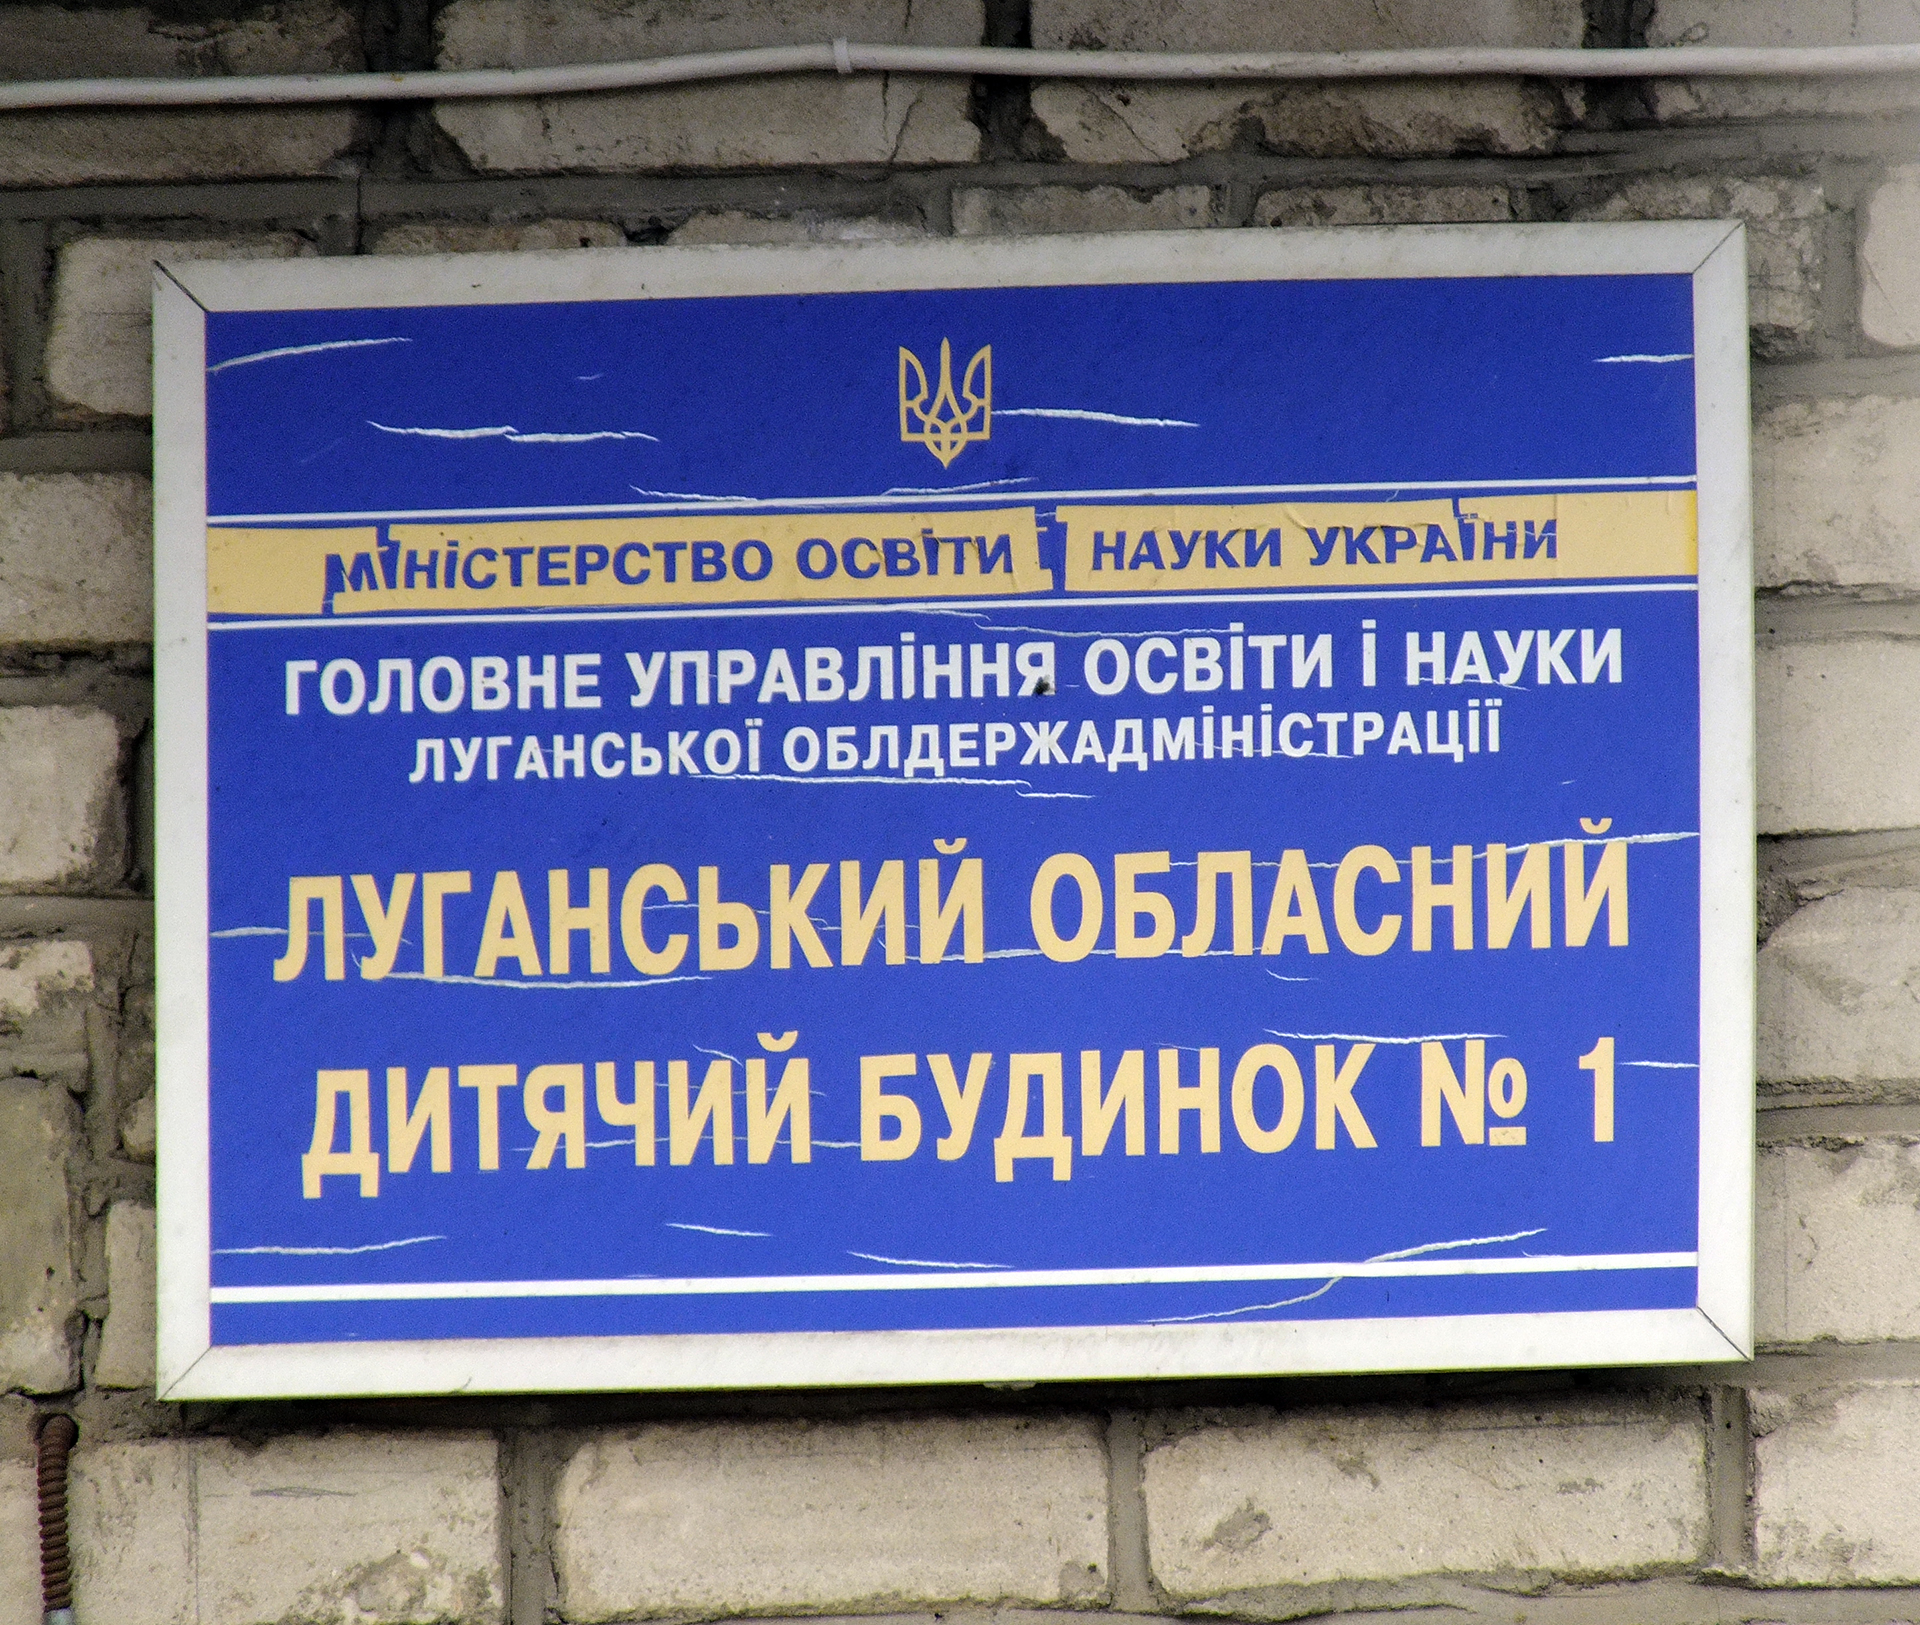 МІНІСТЕРСТВО ОСВІТИ І НАУКИ УКРАЇНИ
ГОЛОВНЕ УПРАВЛІННЯ ОСВІТИ І НАУКИ
ЛУГАНСЬКОЇ ОБЛДЕРЖАДМІНІСТРАЦІЇ
ЛУГАНСЬКИЙ ОБЛАСНИЙ
ДИТЯЧИЙ БУДИНОК № 1